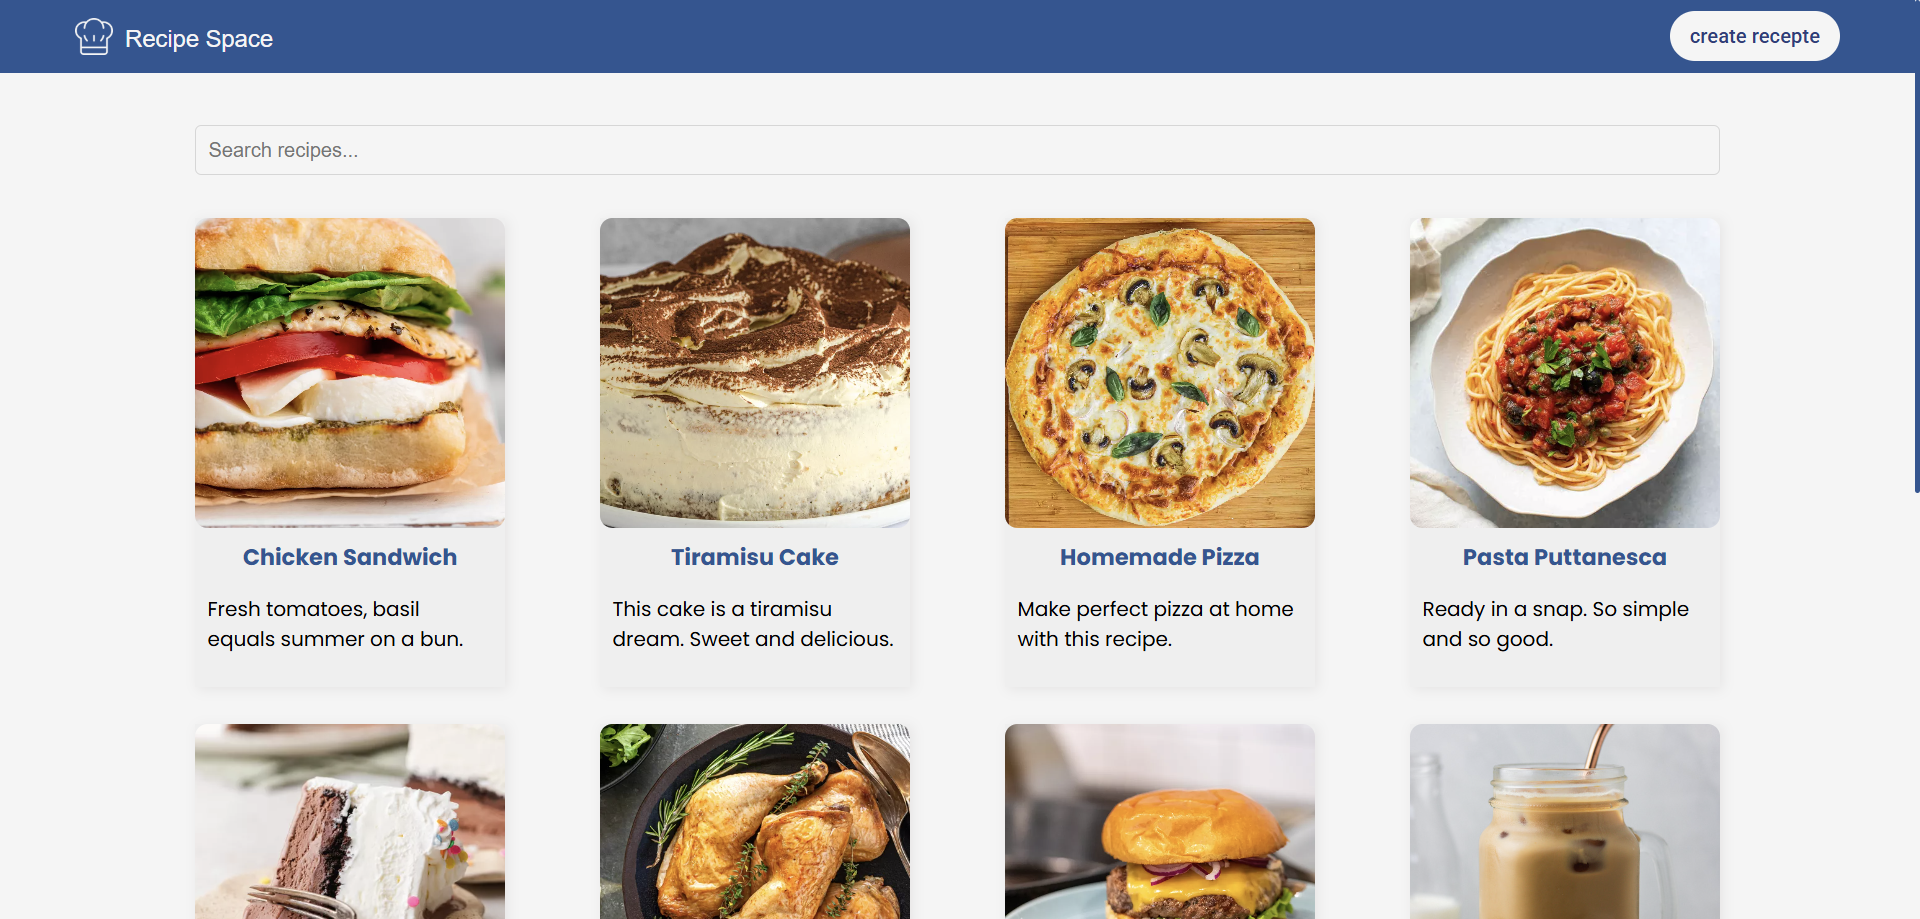 Recipe Space
create recepte
Search recipes...
Chicken Sandwich
Fresh tomatoes, basil
equals summer on a bun.
Tiramisu Cake
This cake is a tiramisu
dream. Sweet and delicious.
Homemade Pizza
Make perfect pizza at home
with this recipe.
Pasta Puttanesca
Ready in a snap. So simple
and so good.